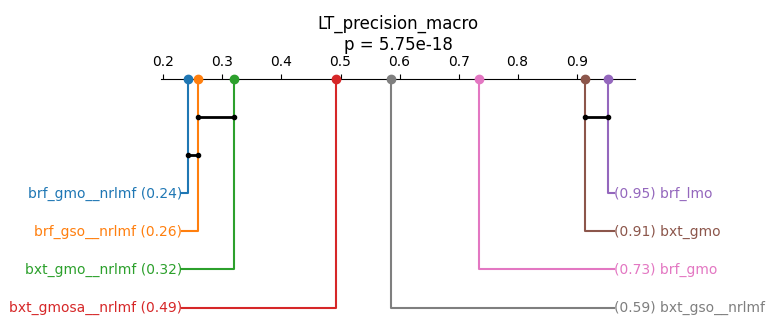 LT_precision_macro
p = 5.75e-18
0.2 0.3 0.4 0.5 0.6 0.7 0.8 0.9
brf_gmo__nrlmf (0.24) (0.95) brf_lmo
brf_gso__nrlmf (0.26) (0.91) bxt_gmo
bxt_gmo__nrlmf (0.32) (0.73) brf_gmo
bxt_gmosa__nrlmf (0.49) (0.59) bxt_gso__nrlmf